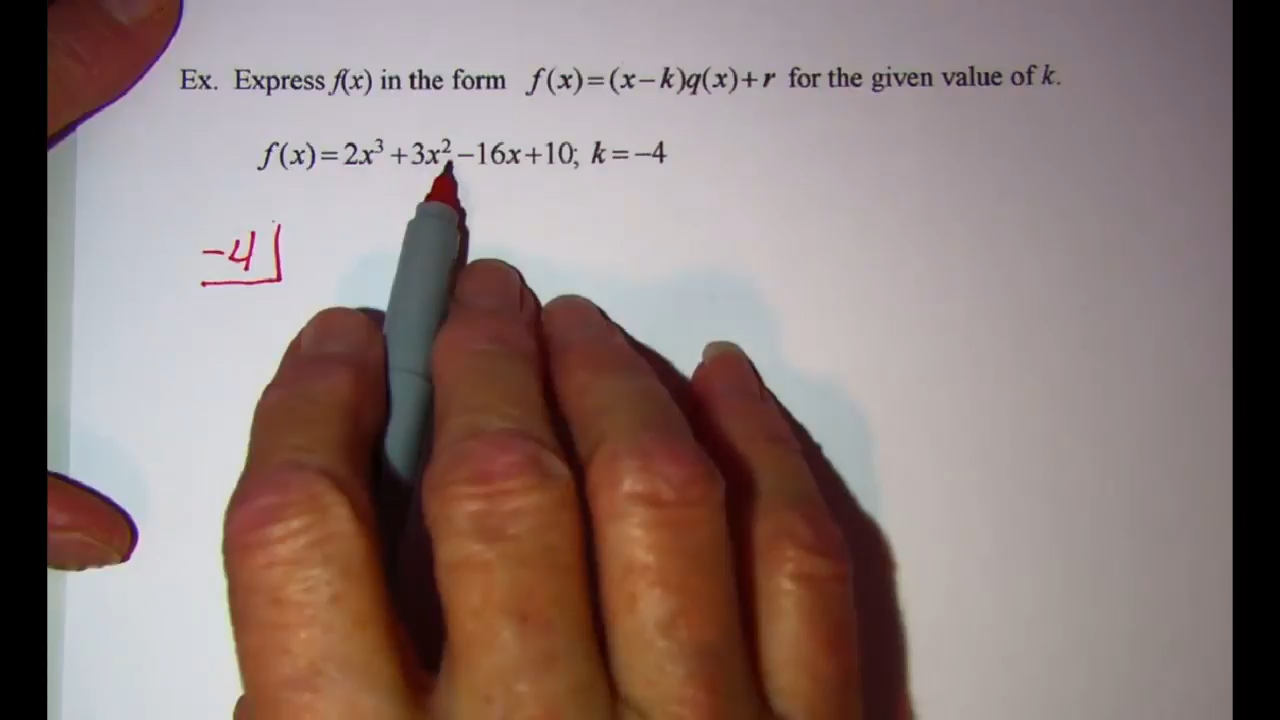 Ex. Express f(x) in the form f(x)=(x−k)q(x)+r for the given value of k.
f(x)=2x³+3x²−16x+10; k=−4
−4